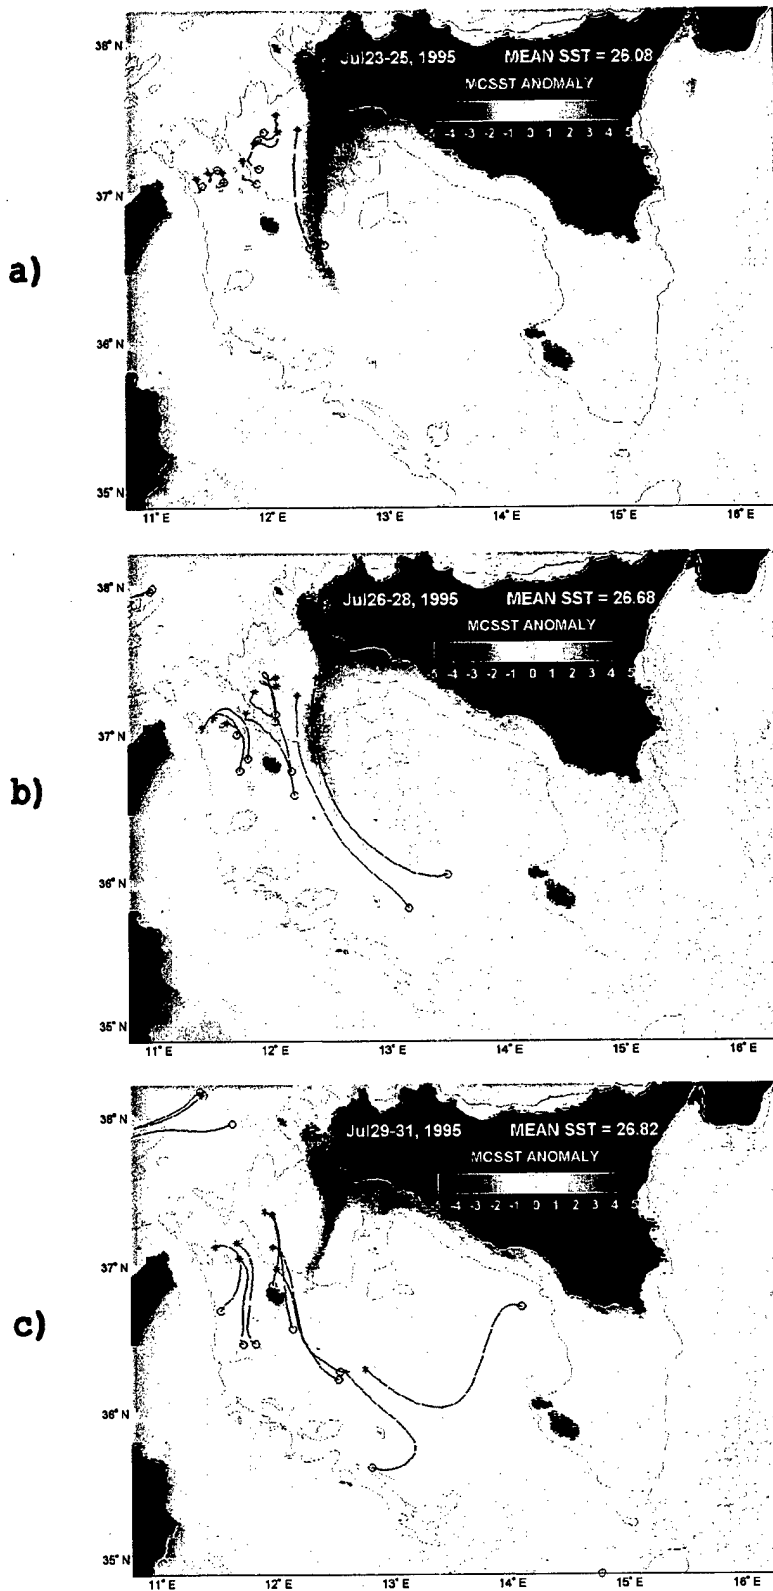 a)
38° N
37° N
36° N
35° N
Jul23-25, 1995 MEAN SST = 26.08
MCSST ANOMALY
-5 -4 -3 -2 -1 0 1 2 3 4 5
11° E 12° E 13° E 14° E 15° E 16° E
b)
38° N
37° N
36° N
35° N
Jul26-28, 1995 MEAN SST = 26.68
MCSST ANOMALY
-5 -4 -3 -2 -1 0 1 2 3 4 5
11° E 12° E 13° E 14° E 15° E 16° E
c)
38° N
37° N
36° N
35° N
Jul29-31, 1995 MEAN SST = 26.82
MCSST ANOMALY
-4 -3 -2 -1 0 1 2 3 4 5
11° E 12° E 13° E 14° E 15° E 16° E